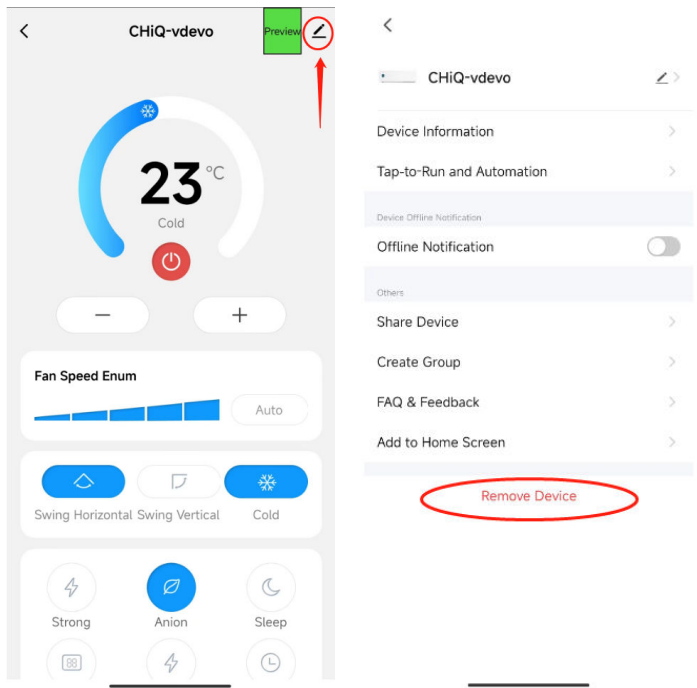 CHiQ-vdevo
Preview
23 °C
Cold
Fan Speed Enum
Auto
Swing Horizontal Swing Vertical Cold
Strong Anion Sleep
88
CHiQ-vdevo
Device Information
Tap-to-Run and Automation
Device Offline Notification
Offline Notification
Others
Share Device
Create Group
FAQ & Feedback
Add to Home Screen
Remove Device